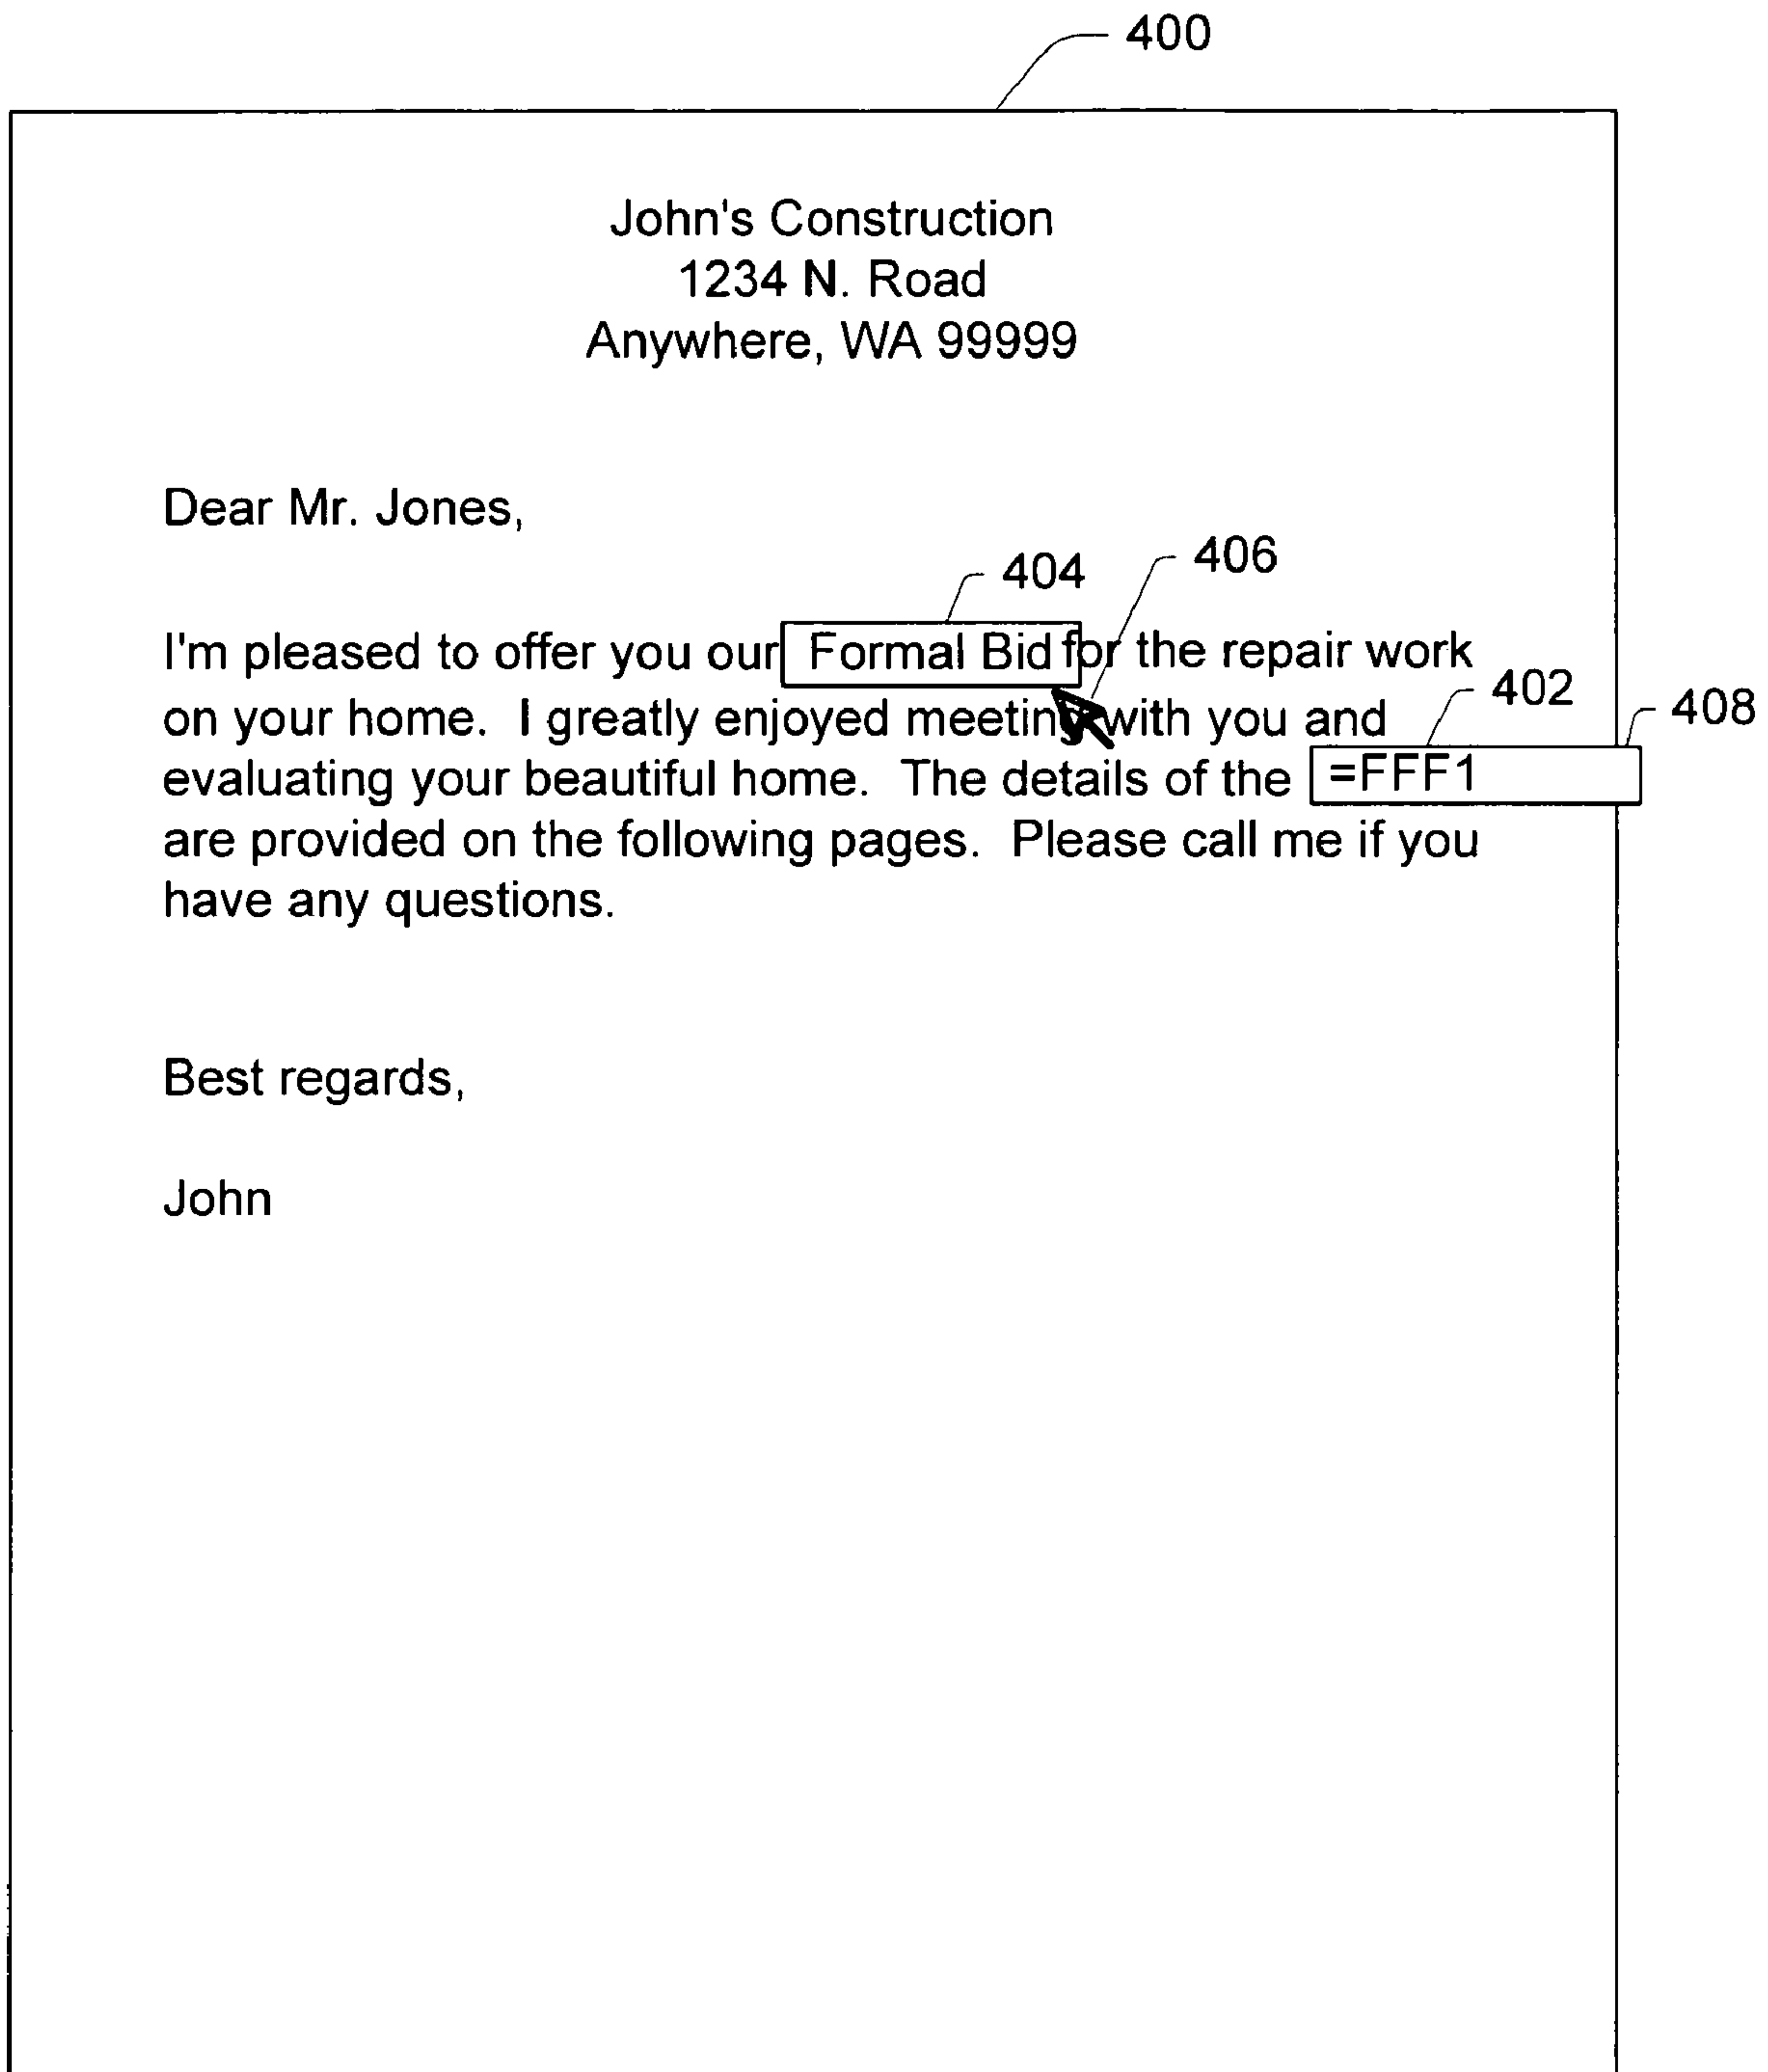 400
John's Construction
1234 N. Road
Anywhere, WA 99999
Dear Mr. Jones,
404 406
I'm pleased to offer you our Formal Bid for the repair work
402 408
on your home. I greatly enjoyed meeting with you and
evaluating your beautiful home. The details of the =FFF1
are provided on the following pages. Please call me if you
have any questions.
Best regards,
John